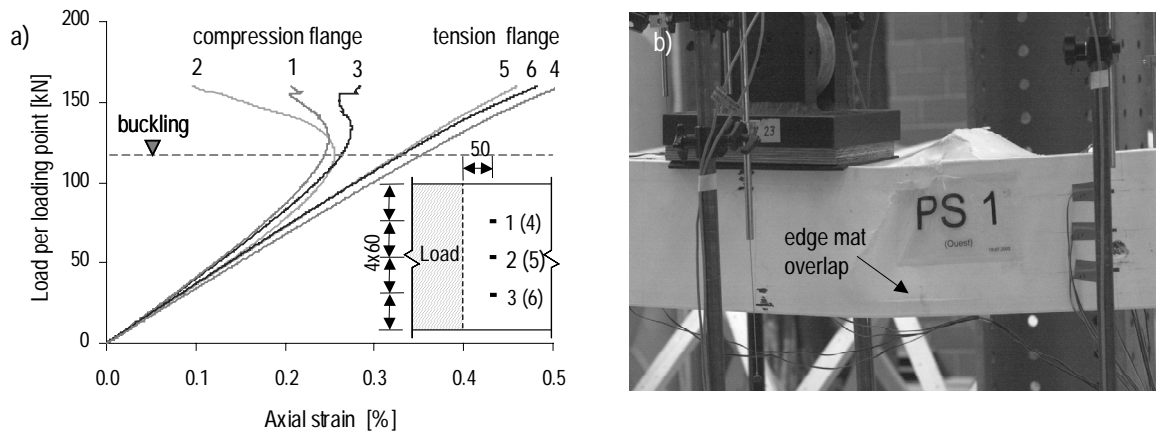 a)
Load per loading point [kN]
200
150
100
50
0
compression flange
tension flange
2 1 3
5 6 4
buckling
50
4x60
Load
1 (4)
2 (5)
3 (6)
0.0 0.1 0.2 0.3 0.4 0.5
Axial strain [%]
b)
23
PS 1
(Ouest)
edge mat
overlap